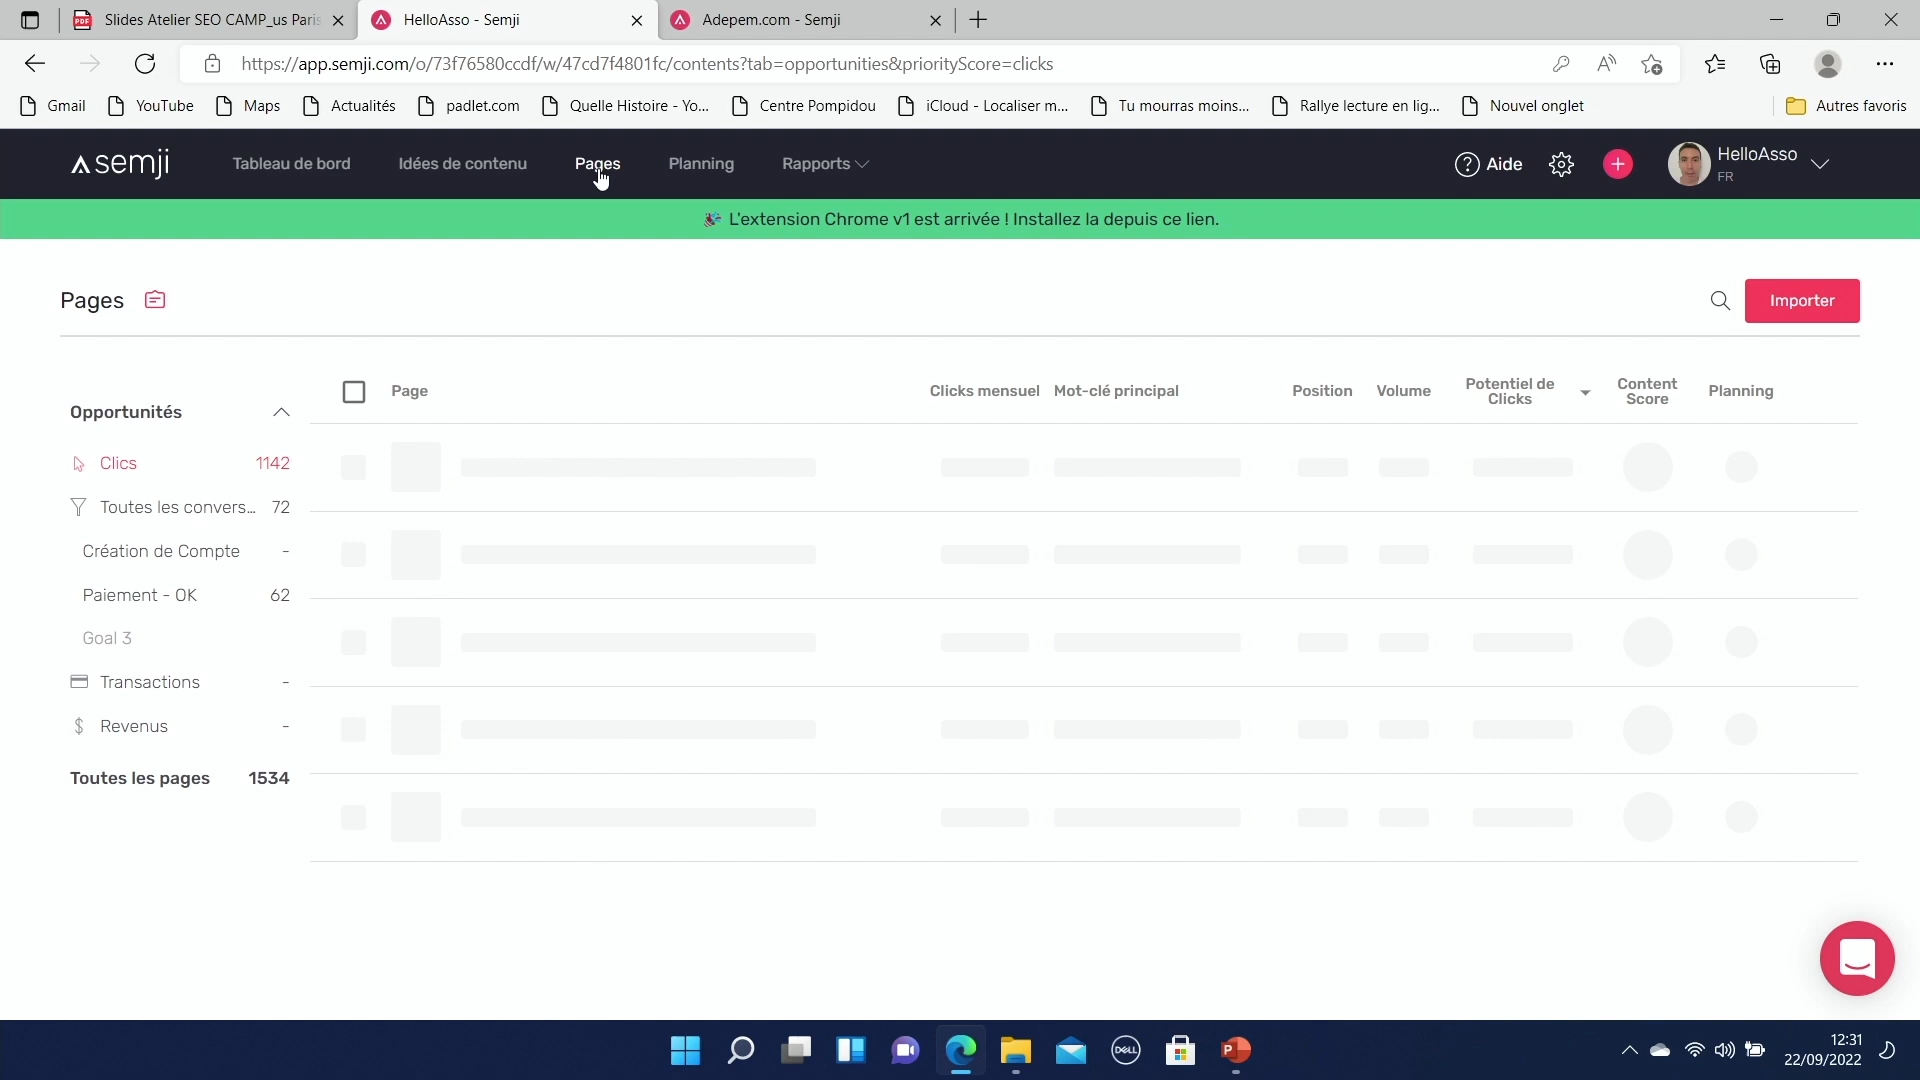 Slides Atelier SEO CAMP_us Paris
HelloAsso - Semji
Adepem.com - Semji
https://app.semji.com/o/73f76580ccdf/w/47cd7f4801fc/contents?tab=opportunities&priorityScore=clicks
Gmail YouTube Maps Actualités padlet.com Quelle Histoire - Yo... Centre Pompidou iCloud - Localiser m... Tu mourras moins... Rallye lecture en lig... Nouvel onglet Autres favoris
semji Tableau de bord Idées de contenu Pages Planning Rapports Aide HelloAsso
FR
L'extension Chrome v1 est arrivée ! Installez la depuis ce lien.
Pages Importer
Page Clicks mensuel Mot-clé principal Position Volume Potentiel de Clicks Content Score Planning
Opportunités
Clics 1142
Toutes les convers... 72
Création de Compte -
Paiement - OK 62
Goal 3
Transactions -
Revenus -
Toutes les pages 1534
DELL
12:31
22/09/2022